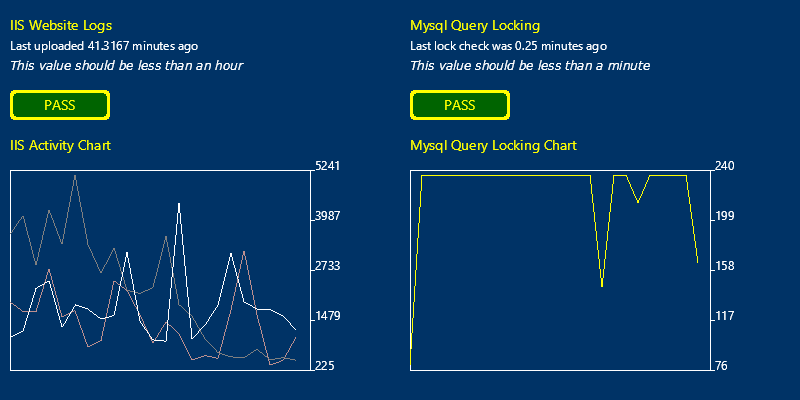 IIS Website Logs
Last uploaded 41.3167 minutes ago
This value should be less than an hour
PASS
IIS Activity Chart
5241
3987
2733
1479
225
Mysql Query Locking
Last lock check was 0.25 minutes ago
This value should be less than a minute
PASS
Mysql Query Locking Chart
240
199
158
117
76